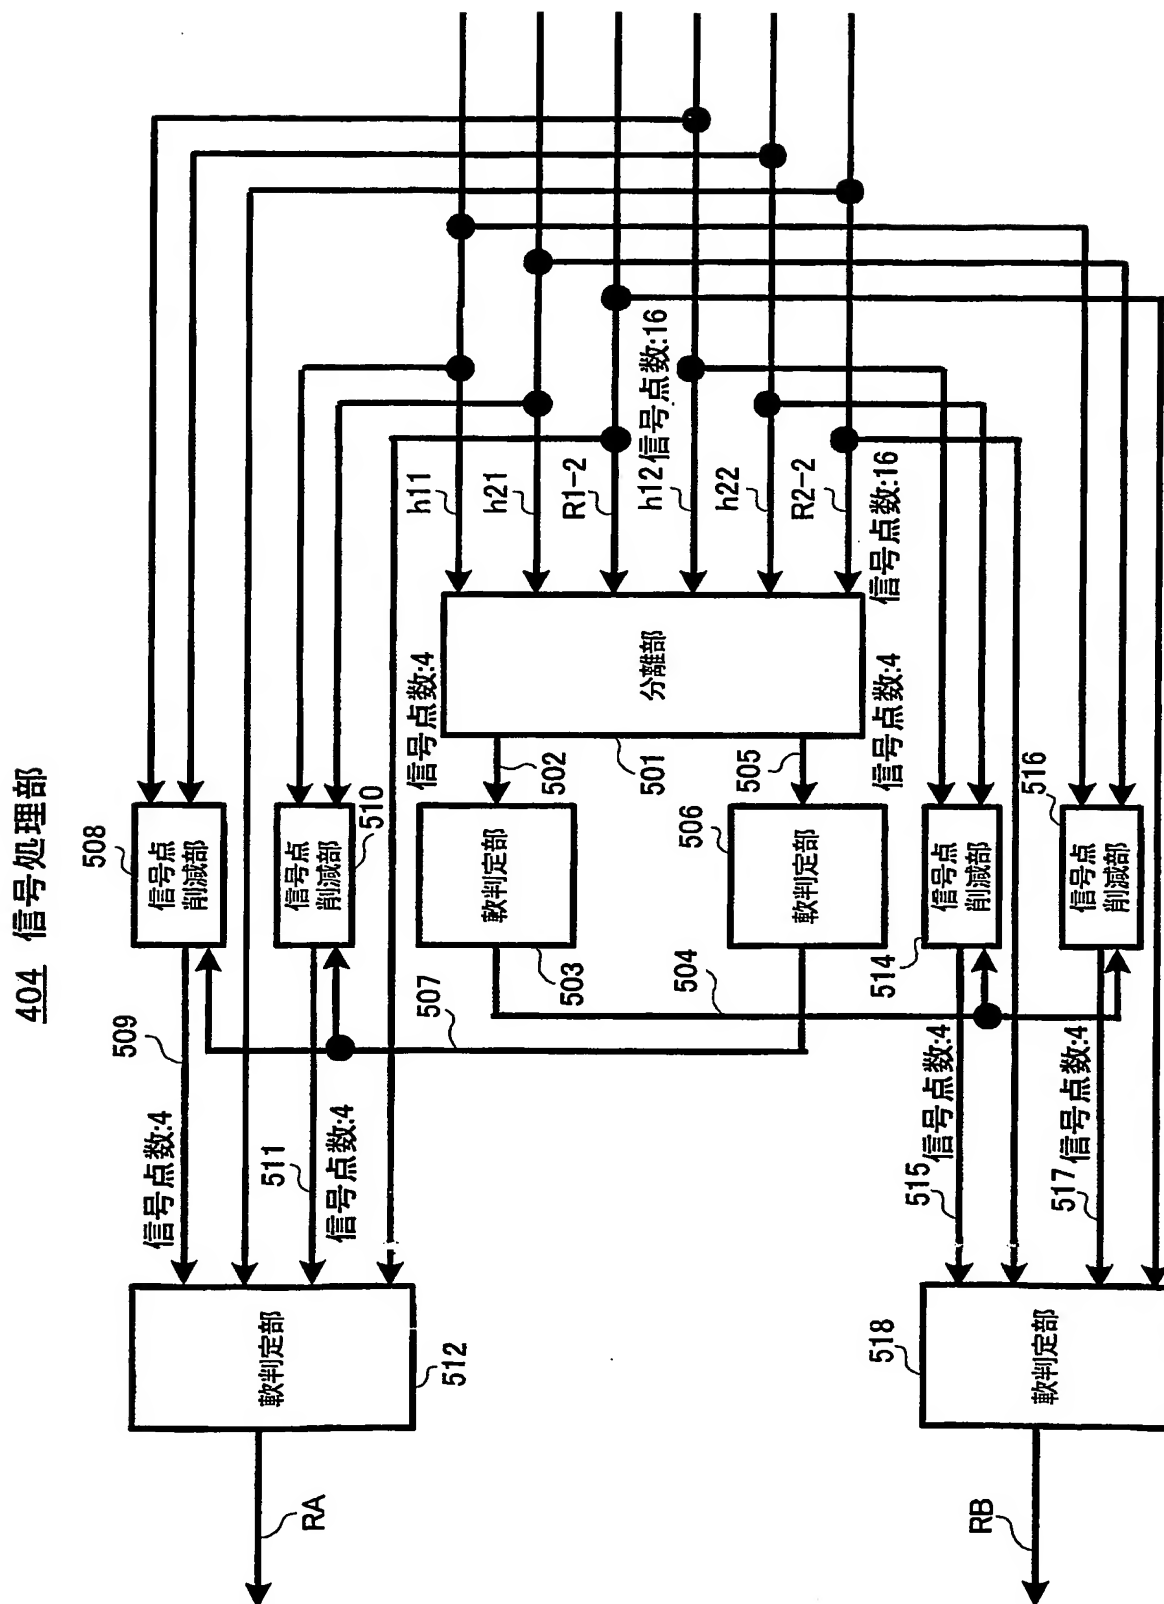 404 信号処理部
508
信号点
削減部
509
信号点数:4
510
信号点
削減部
511
信号点数:4
軟判定部
512
RA
h11
h21
R1-2
信号点数:16
h12
h22
R2-2
信号点数:16
分離部
501
信号点数:4
502
軟判定部
503
504
信号点数:4
505
軟判定部
506
507
信号点
削減部
514
515
信号点数:4
516
信号点
削減部
517
信号点数:4
軟判定部
518
RB